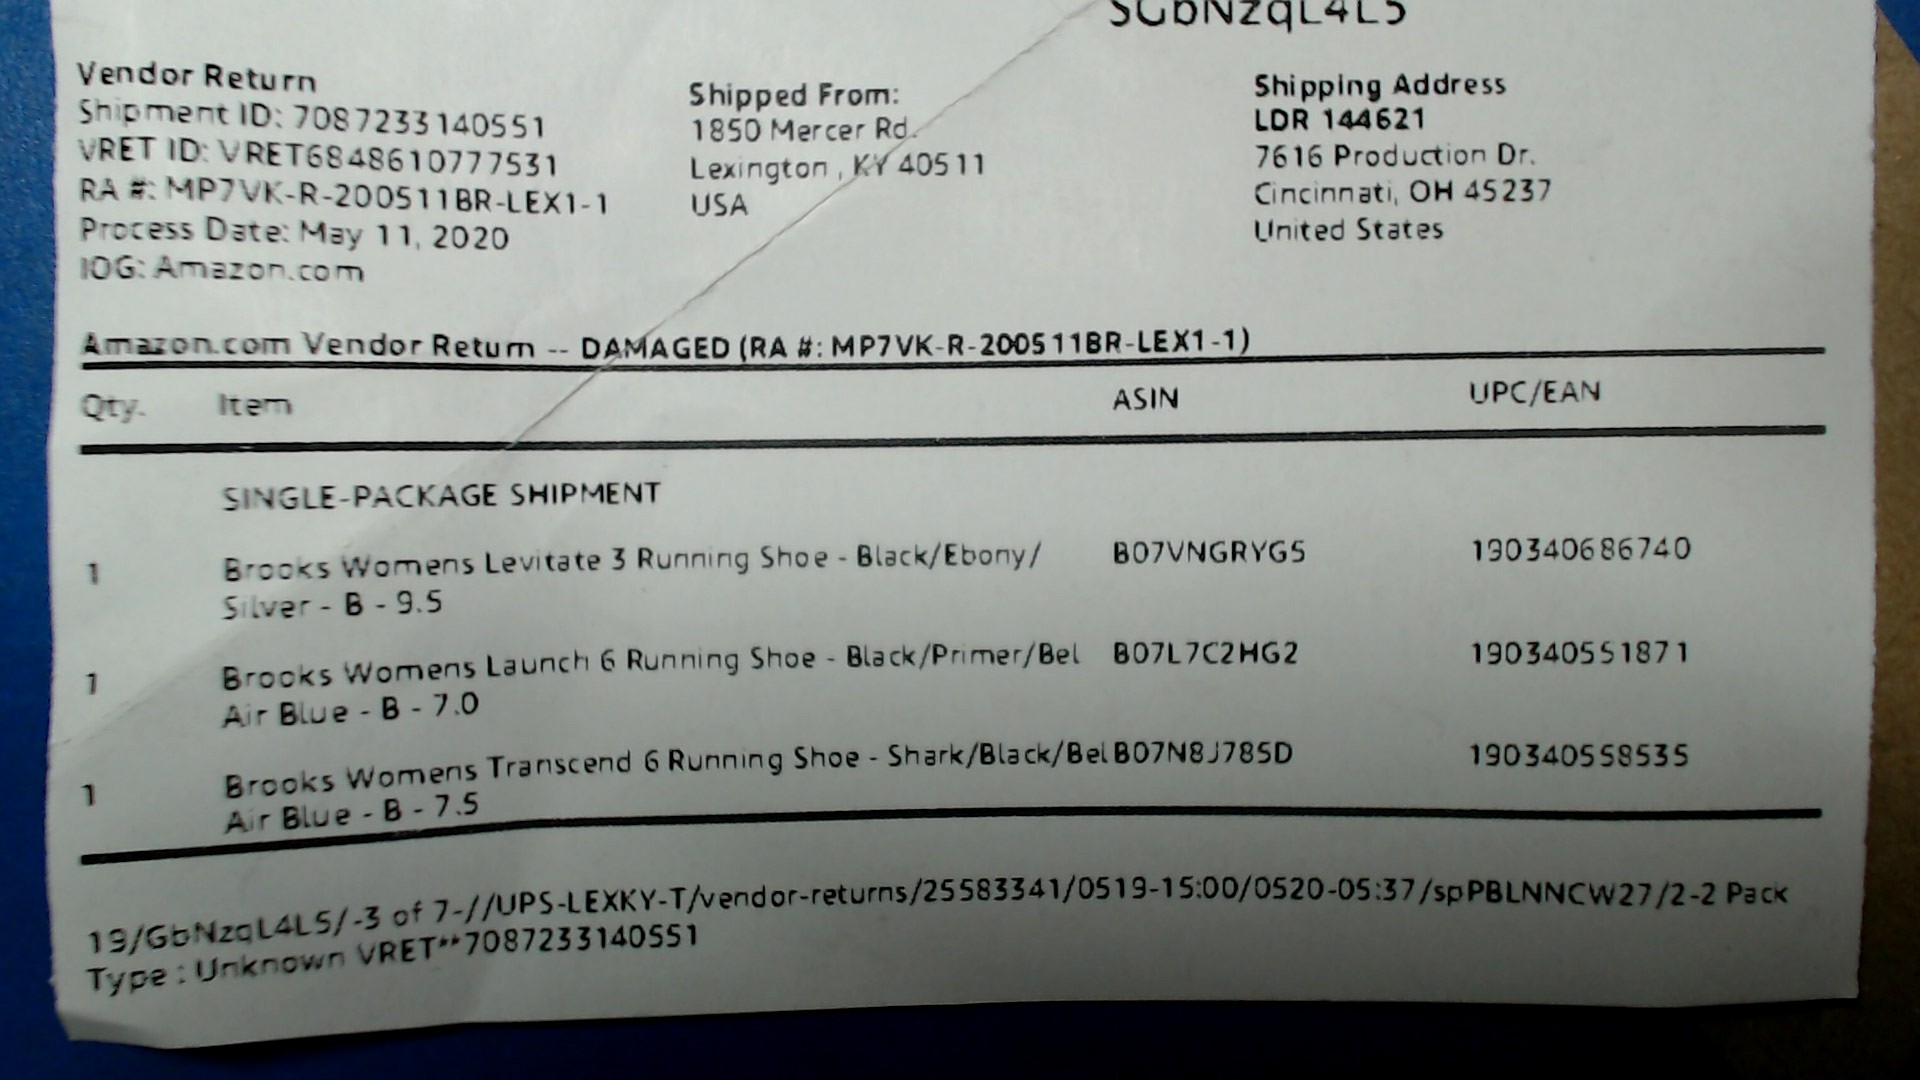 Vendor Return
Shipment ID: 7087233140551
VRET ID: VRET6848610777531
RA #: MP7VK-R-200511BR-LEX1-1
Process Date: May 11, 2020
IOG: Amazon.com
Shipped From:
1850 Mercer Rd.
Lexington , KY 40511
USA
Shipping Address
LDR 144621
7616 Production Dr.
Cincinnati, OH 45237
United States
Amazon.com Vendor Return -- DAMAGED (RA #: MP7VK-R-200511BR-LEX1-1)
Qty. Item ASIN UPC/EAN
SINGLE-PACKAGE SHIPMENT
1 Brooks Womens Levitate 3 Running Shoe - Black/Ebony/ B07VNGRYG5 190340686740
Silver - B - 9.5
1 Brooks Womens Launch 6 Running Shoe - Black/Primer/Bel B07L7C2HG2 190340551871
Air Blue - B - 7.0
1 Brooks Womens Transcend 6 Running Shoe - Shark/Black/Bel B07N8J785D 190340558535
Air Blue - B - 7.5
19/GbNzqL4L5/-3 of 7-//UPS-LEXKY-T/vendor-returns/25583341/0519-15:00/0520-05:37/spPBLNNCW27/2-2 Pack
Type : Unknown VRET**7087233140551